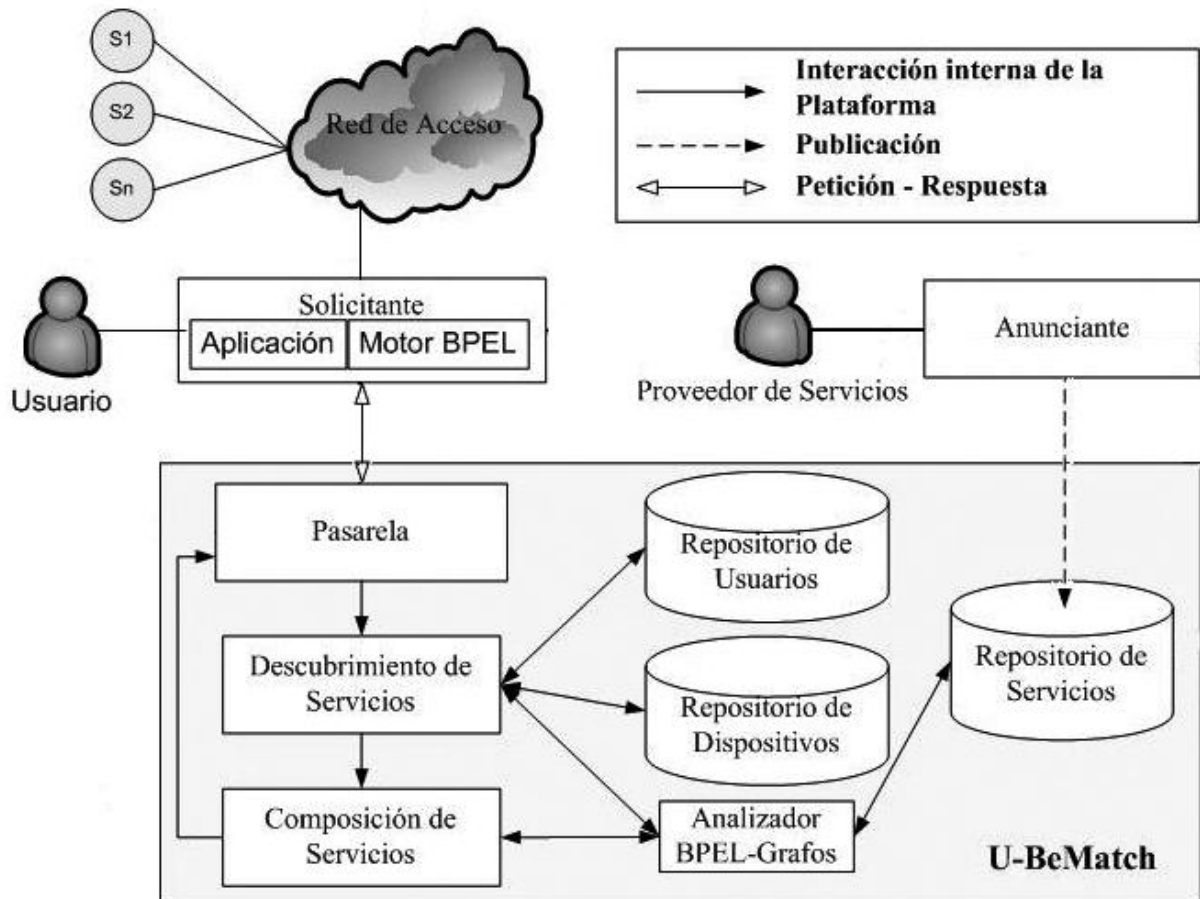 S1
S2
Sn
Red de Acceso
Interacción interna de la
Plataforma
Publicación
Petición - Respuesta
Usuario
Solicitante
Aplicación
Motor BPEL
Proveedor de Servicios
Anunciante
Pasarela
Descubrimiento de
Servicios
Composición de
Servicios
Repositorio de
Usuarios
Repositorio de
Dispositivos
Analizador
BPEL-Grafos
Repositorio de
Servicios
U-BeMatch